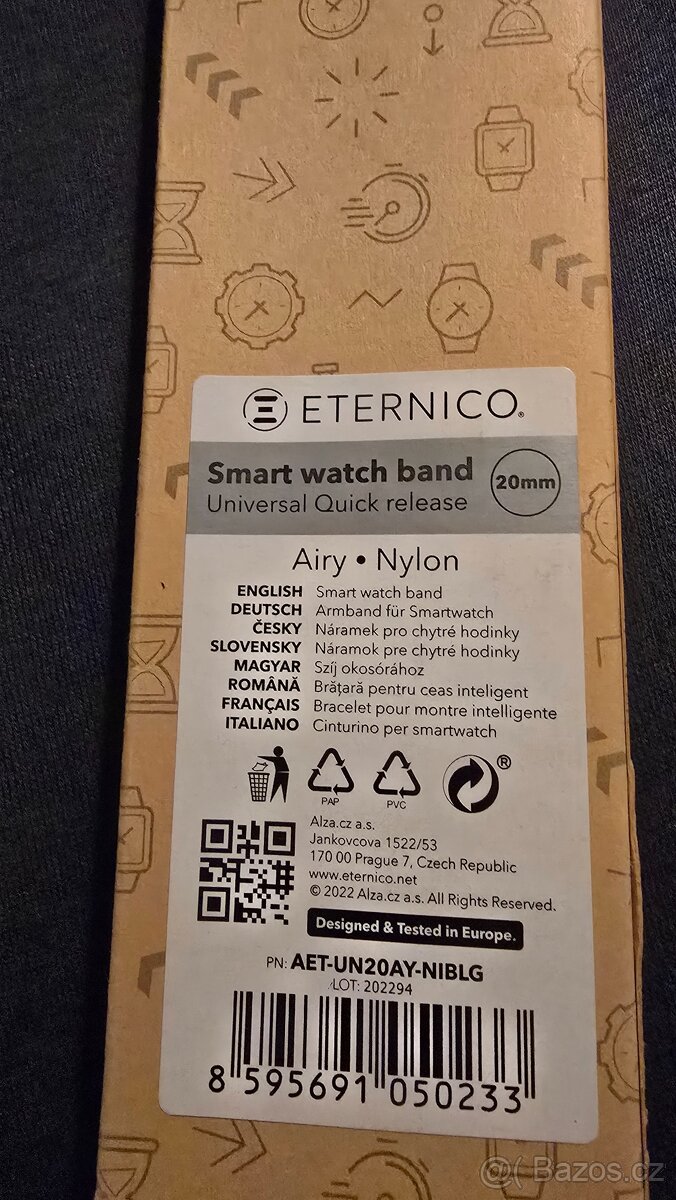 ETERNICO®
Smart watch band
Universal Quick release
20mm
Airy • Nylon
ENGLISH Smart watch band
DEUTSCH Armband für Smartwatch
ČESKY Náramek pro chytré hodinky
SLOVENSKY Náramok pre chytré hodinky
MAGYAR Szíj okosórához
ROMÂNĂ Brățară pentru ceas inteligent
FRANÇAIS Bracelet pour montre intelligente
ITALIANO Cinturino per smartwatch
®
PAP
PVC
Alza.cz a.s.
Jankovcova 1522/53
170 00 Prague 7, Czech Republic
www.eternico.net
© 2022 Alza.cz a.s. All Rights Reserved.
Designed & Tested in Europe.
PN: AET-UN20AY-NIBLG
LOT: 202294
8 595691 050233
Bazos.cz